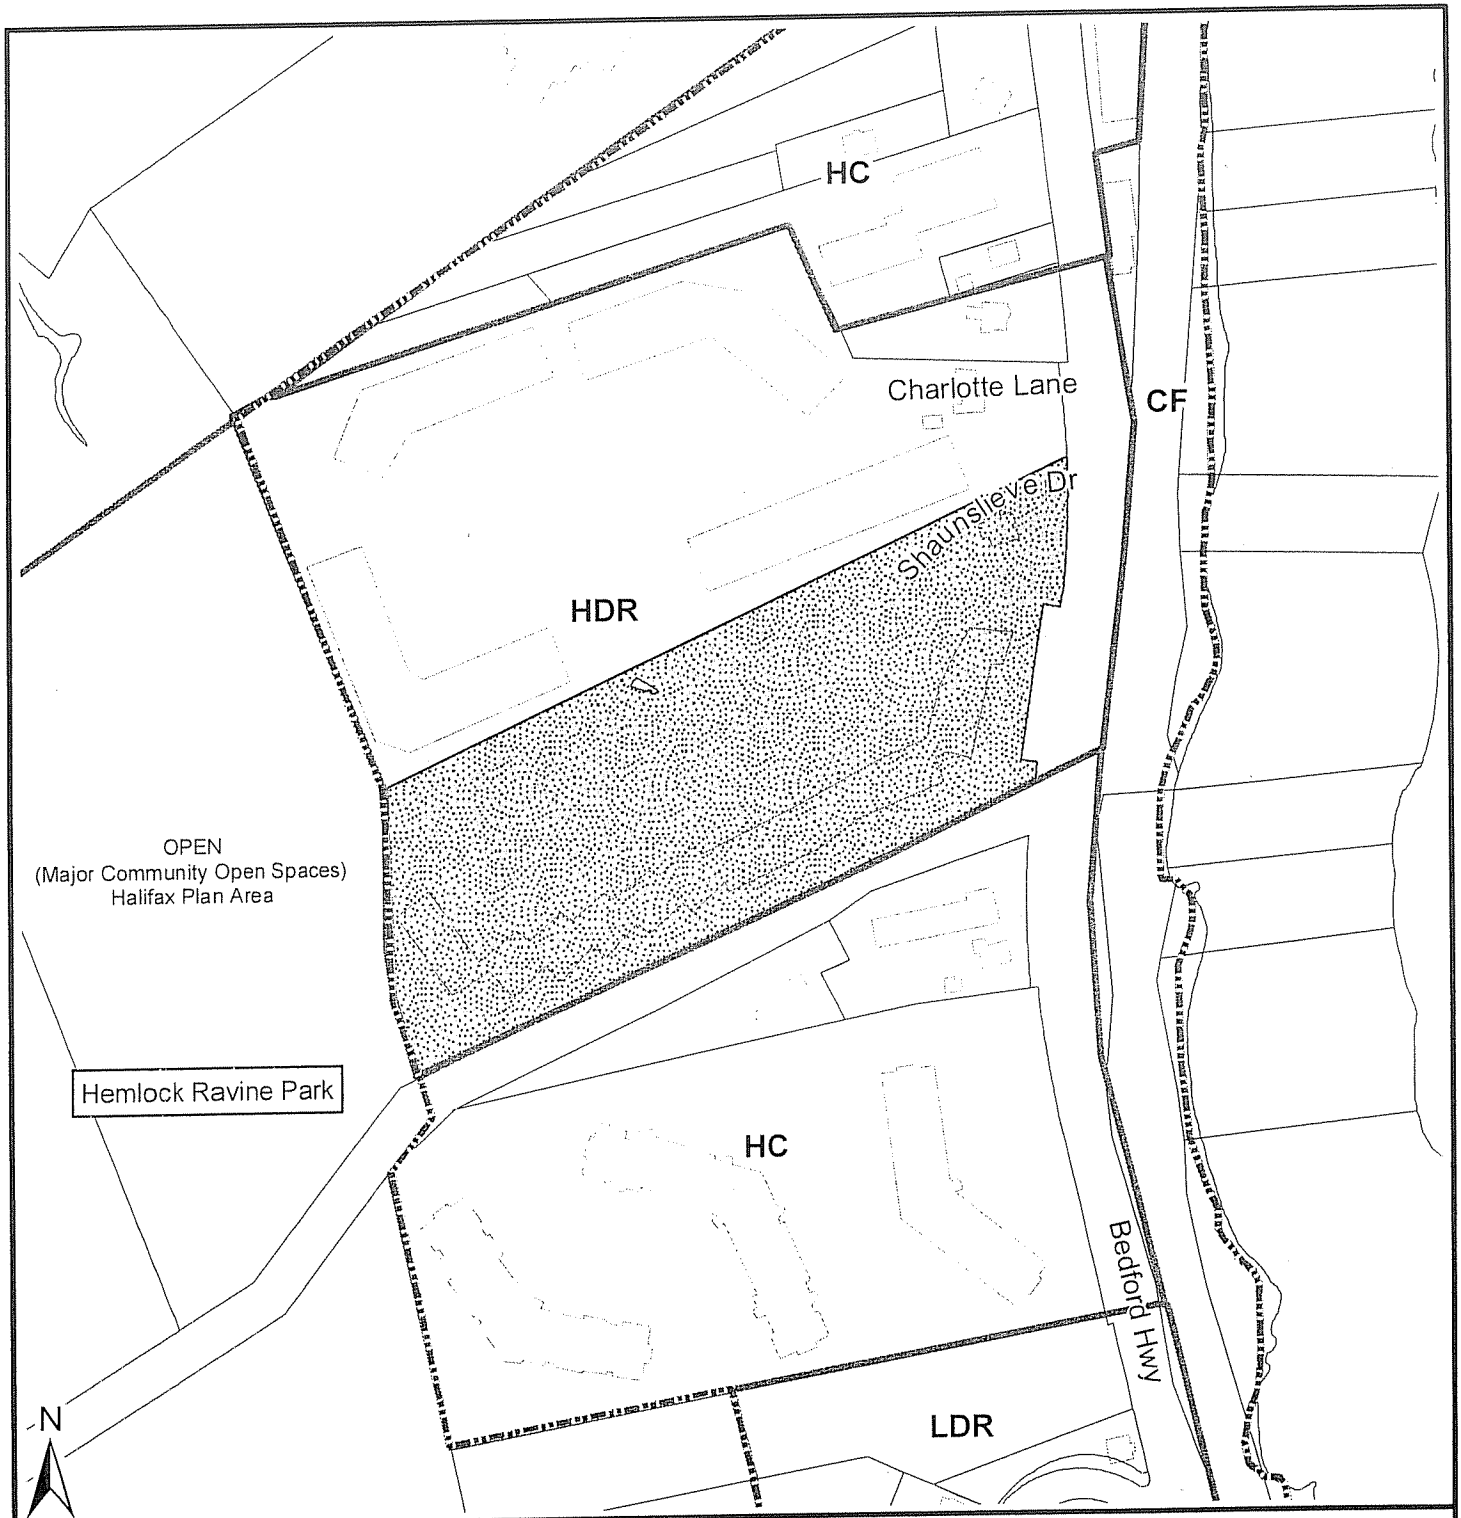 HC
Charlotte Lane
CF
Shaunslieve Dr
HDR
OPEN
(Major Community Open Spaces)
Halifax Plan Area
Hemlock Ravine Park
HC
Bedford Hwy
N
LDR